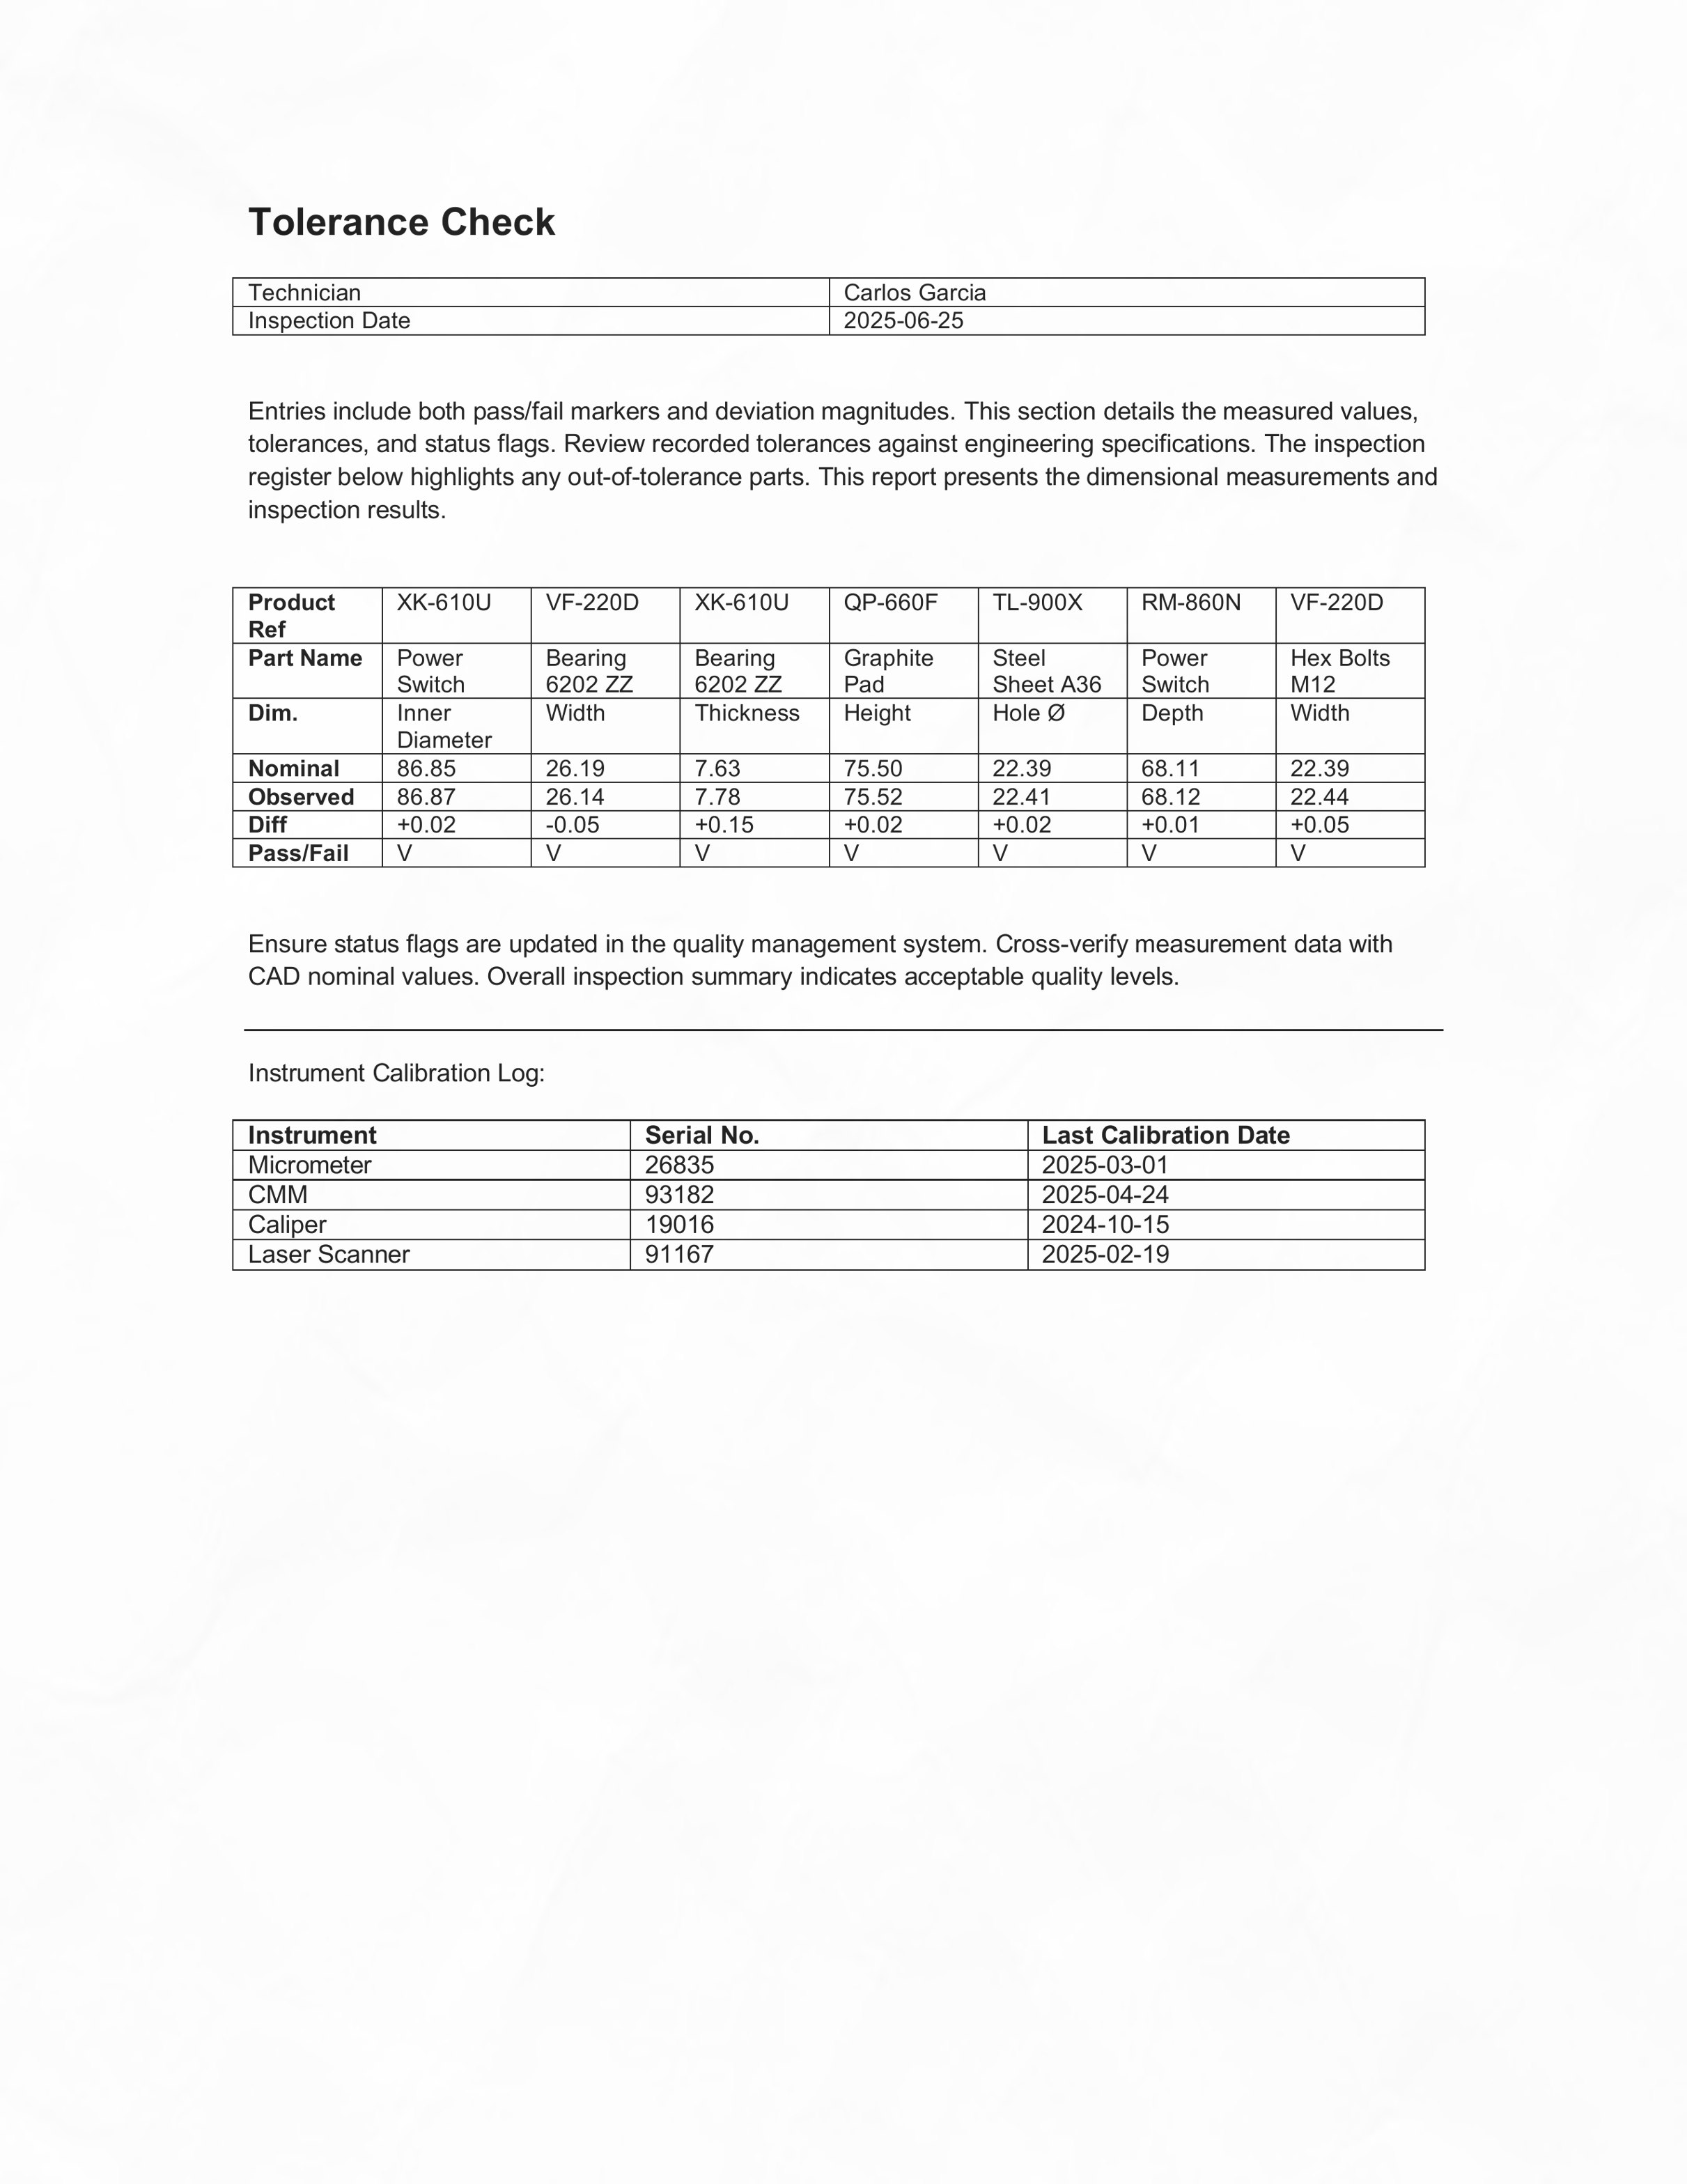 Tolerance Check
Technician Carlos Garcia
Inspection Date 2025-06-25
Entries include both pass/fail markers and deviation magnitudes. This section details the measured values,
tolerances, and status flags. Review recorded tolerances against engineering specifications. The inspection
register below highlights any out-of-tolerance parts. This report presents the dimensional measurements and
inspection results.
Product Ref XK-610U VF-220D XK-610U QP-660F TL-900X RM-860N VF-220D
Part Name Power Switch Bearing 6202 ZZ Bearing 6202 ZZ Graphite Pad Steel Sheet A36 Power Switch Hex Bolts M12
Dim. Inner Diameter Width Thickness Height Hole Ø Depth Width
Nominal 86.85 26.19 7.63 75.50 22.39 68.11 22.39
Observed 86.87 26.14 7.78 75.52 22.41 68.12 22.44
Diff +0.02 -0.05 +0.15 +0.02 +0.02 +0.01 +0.05
Pass/Fail V V V V V V V
Ensure status flags are updated in the quality management system. Cross-verify measurement data with
CAD nominal values. Overall inspection summary indicates acceptable quality levels.
Instrument Calibration Log:
Instrument Serial No. Last Calibration Date
Micrometer 26835 2025-03-01
CMM 93182 2025-04-24
Caliper 19016 2024-10-15
Laser Scanner 91167 2025-02-19